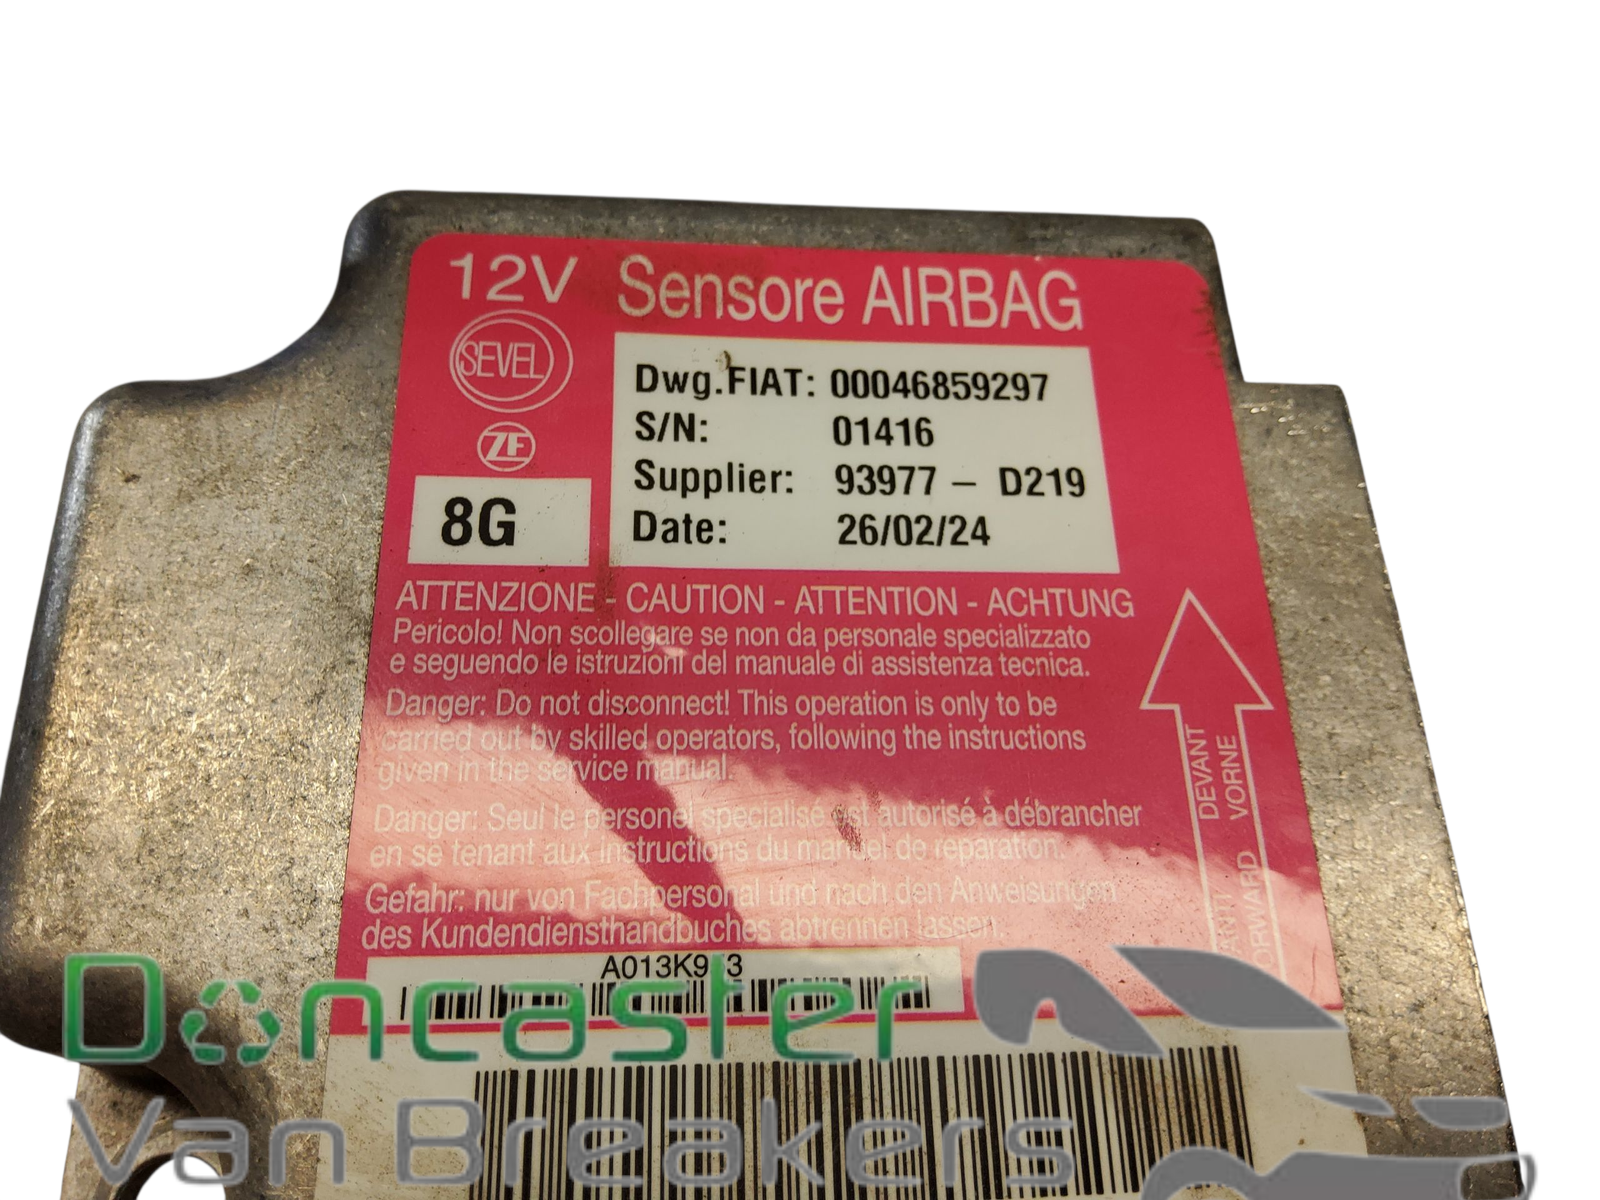 12V Sensore AIRBAG
SEVEL
ZF
8G
Dwg.FIAT: 00046859297
S/N: 01416
Supplier: 93977 - D219
Date: 26/02/24
ATTENZIONE - CAUTION - ATTENTION - ACHTUNG
Pericolo! Non scollegare se non da personale specializzato
e seguendo le istruzioni del manuale di assistenza tecnica.
Danger: Do not disconnect! This operation is only to be
carried out by skilled operators, following the instructions
given in the service manual.
Danger: Seul le personel specialisé est autorisé à débrancher
en se tenant aux instructions du manuel de reparation.
Gefahr: nur von Fachpersonal und nach den Anweisungen
des Kundendiensthandbuches abtrennen lassen.
DEVANT
VORNE
FORWARD
Doncaster
Van Breakers